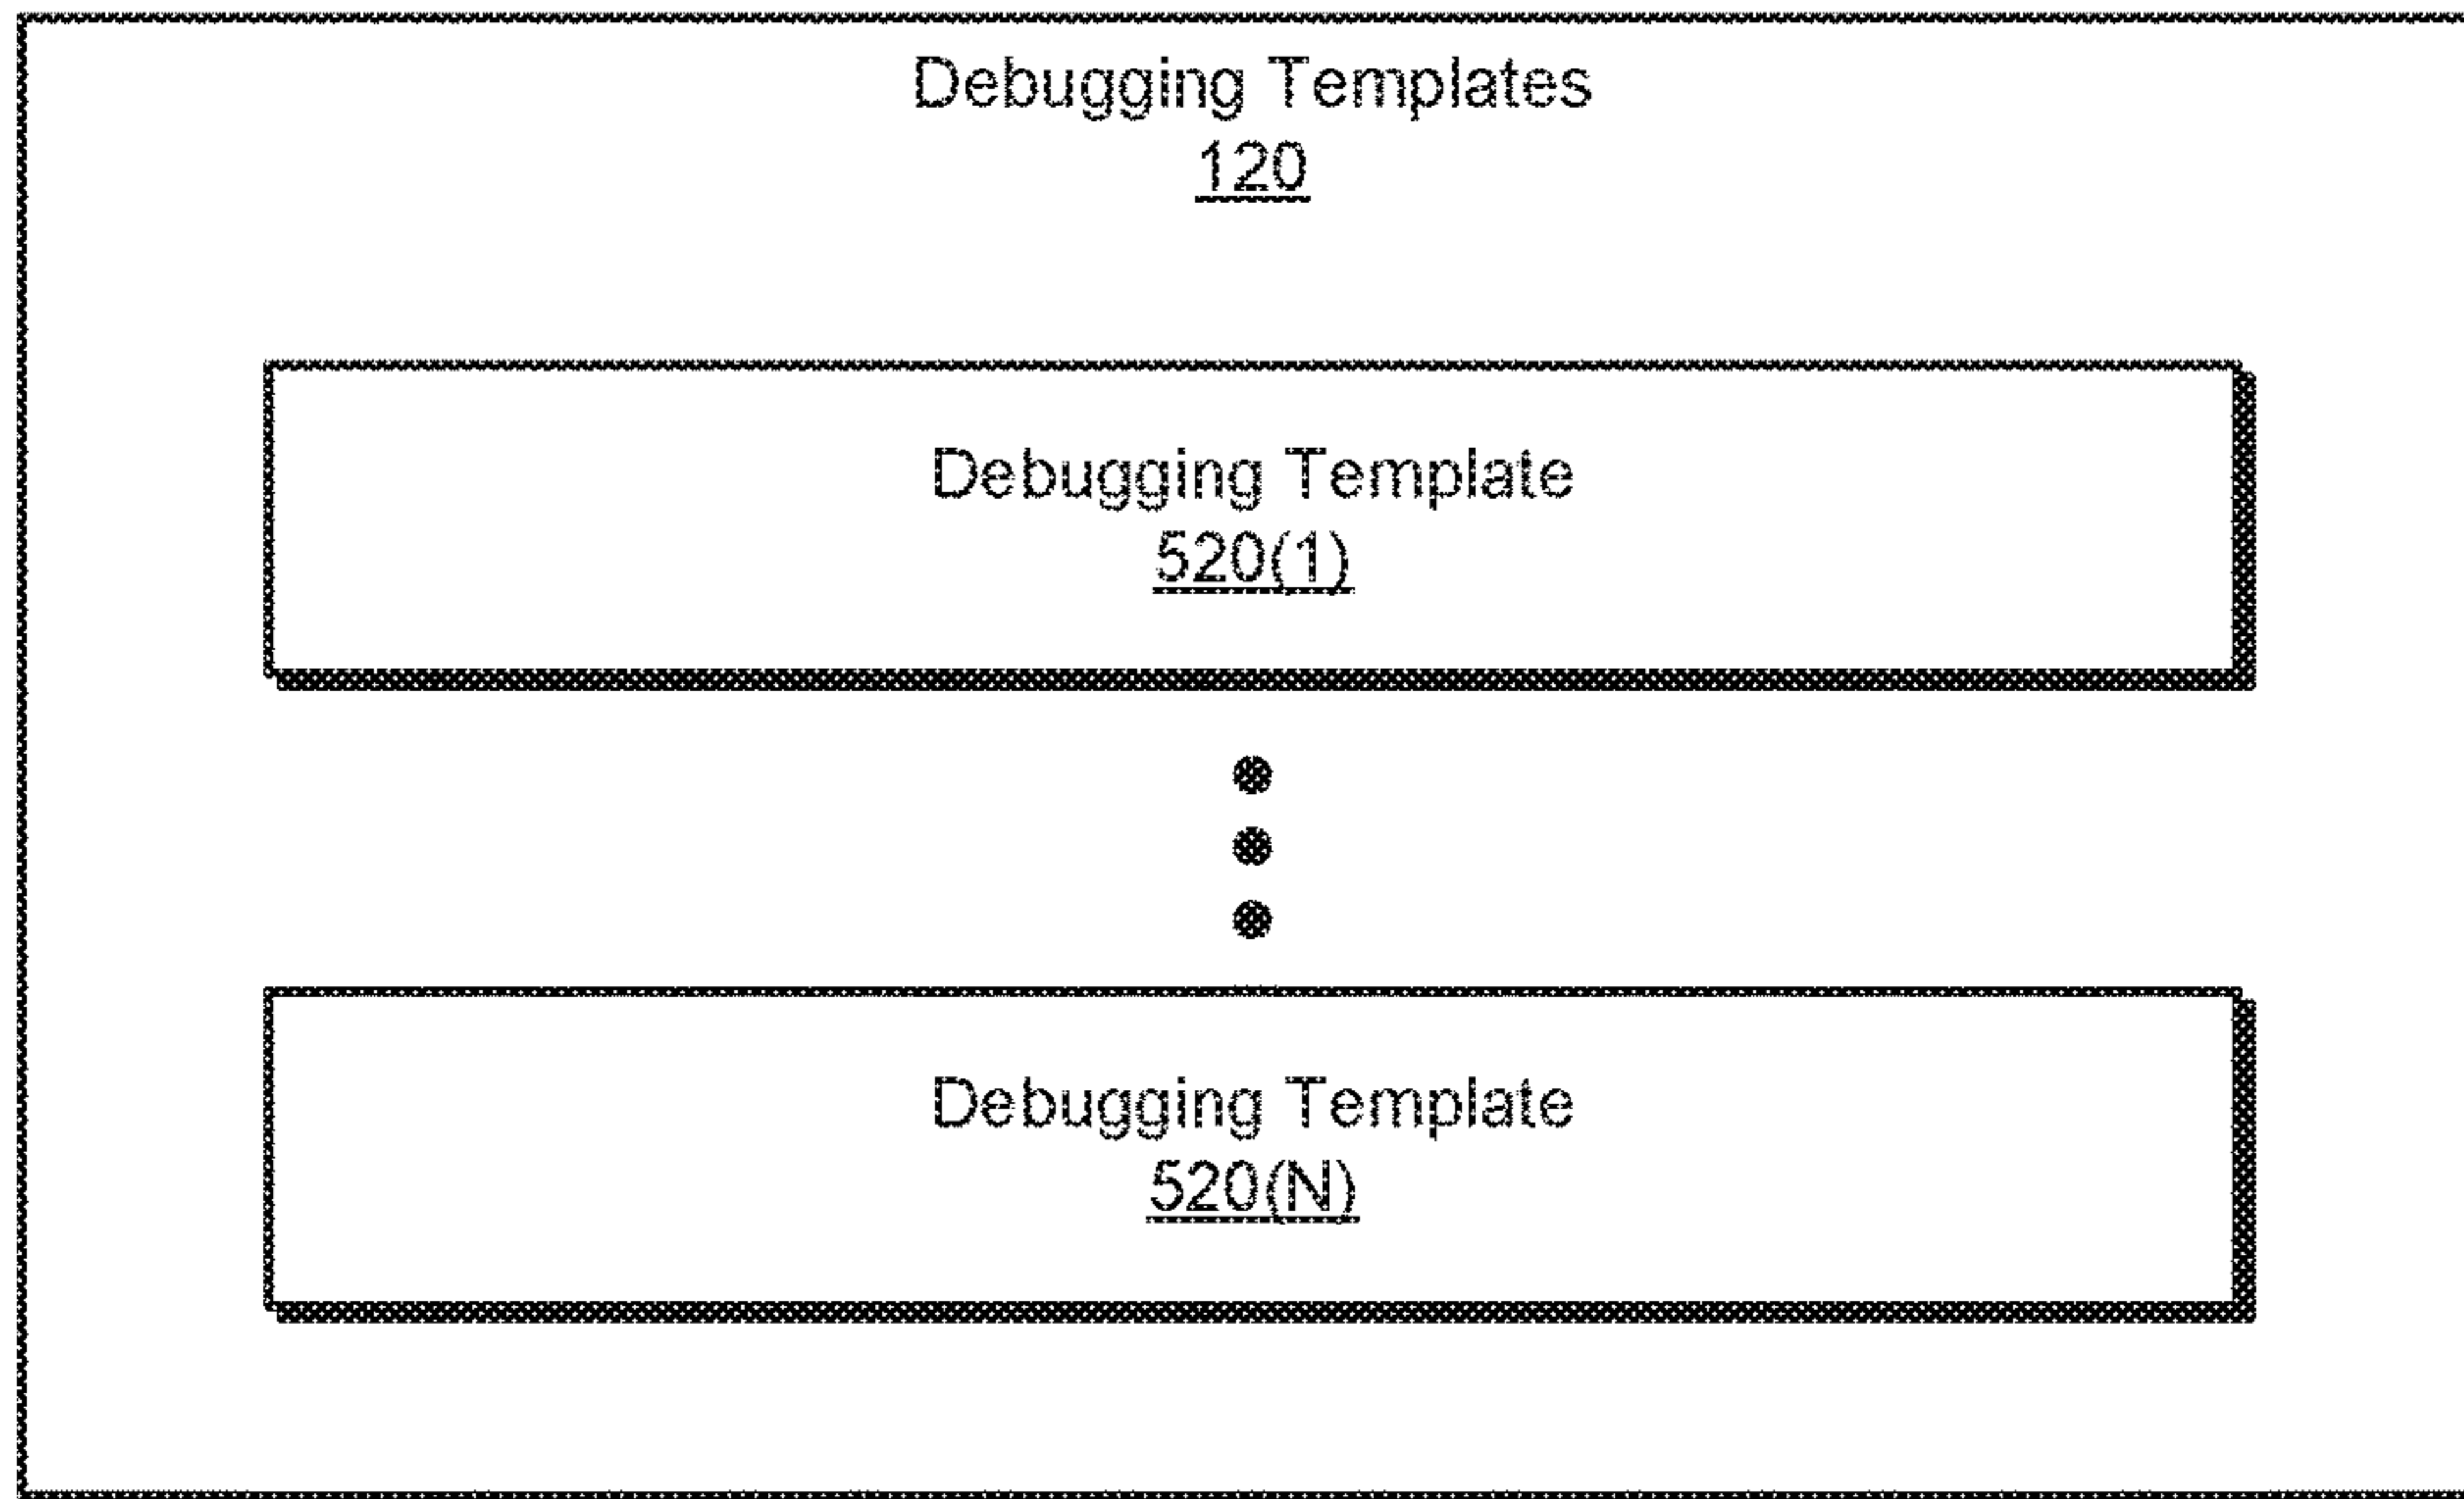 Debugging Templates
120
Debugging Template
520(1)
Debugging Template
520(N)